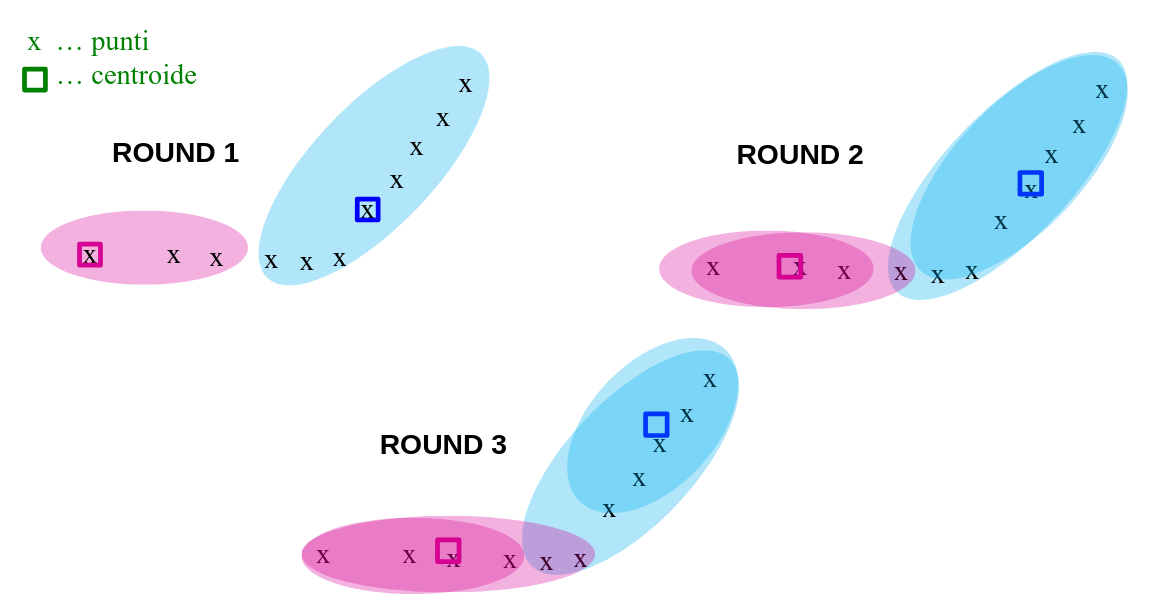 x … punti
… centroide
ROUND 1
ROUND 2
ROUND 3